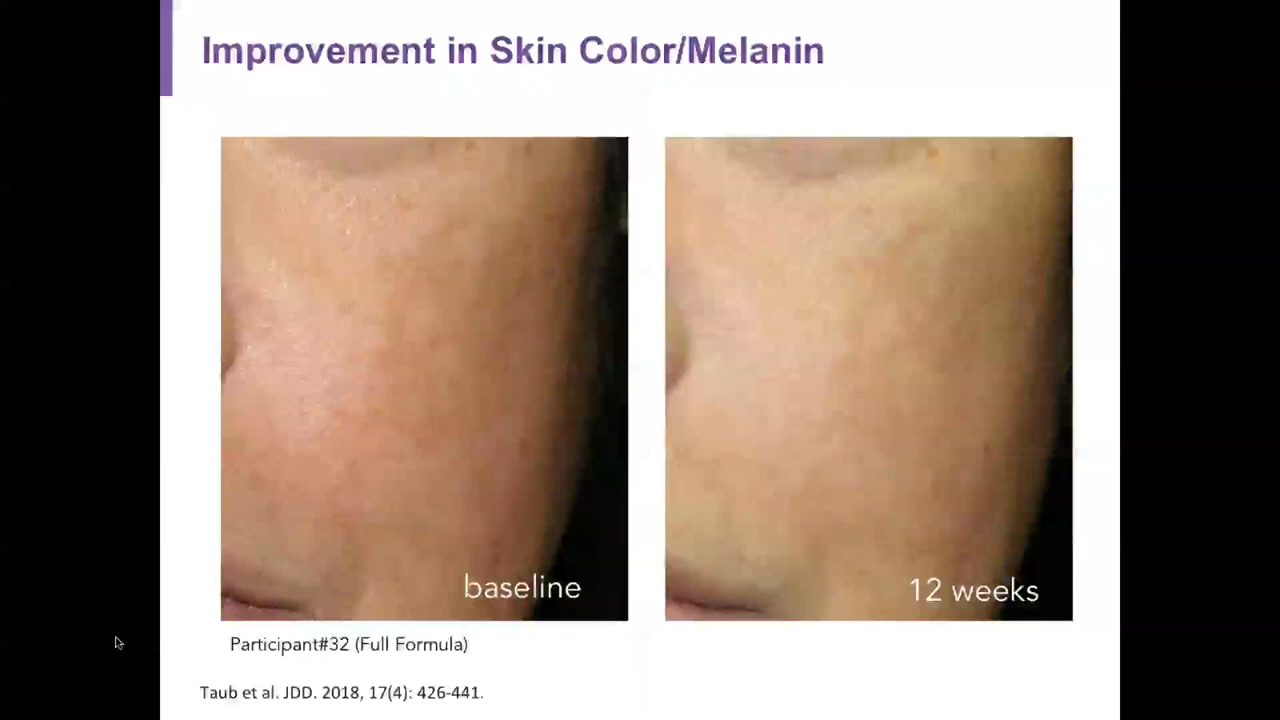 Improvement in Skin Color/Melanin
baseline
12 weeks
Participant#32 (Full Formula)
Taub et al. JDD. 2018, 17(4): 426-441.